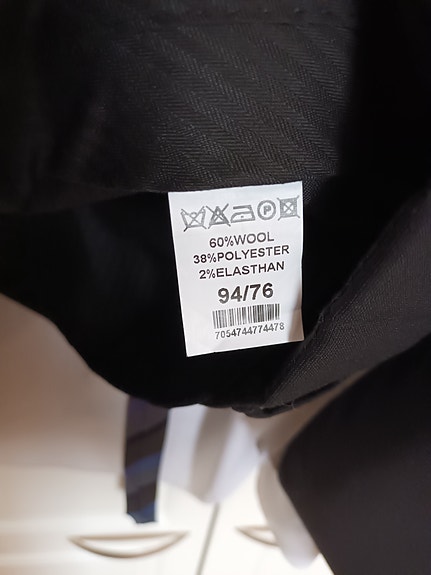 60%WOOL
38%POLYESTER
2%ELASTHAN
94/76
7054744774478